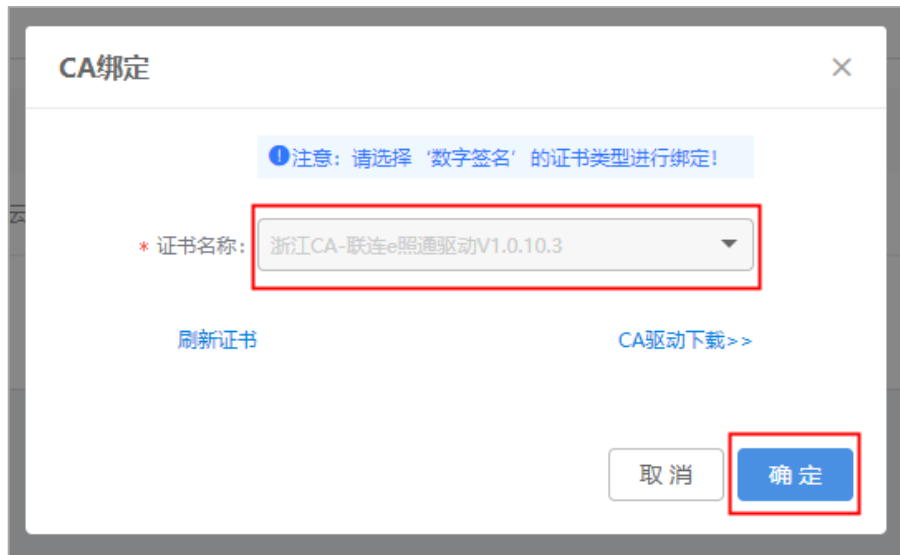 CA绑定
注意：请选择‘数字签名’的证书类型进行绑定！
* 证书名称： 浙江CA-联连e照通驱动V1.0.10.3
刷新证书 CA驱动下载>>
取消 确定